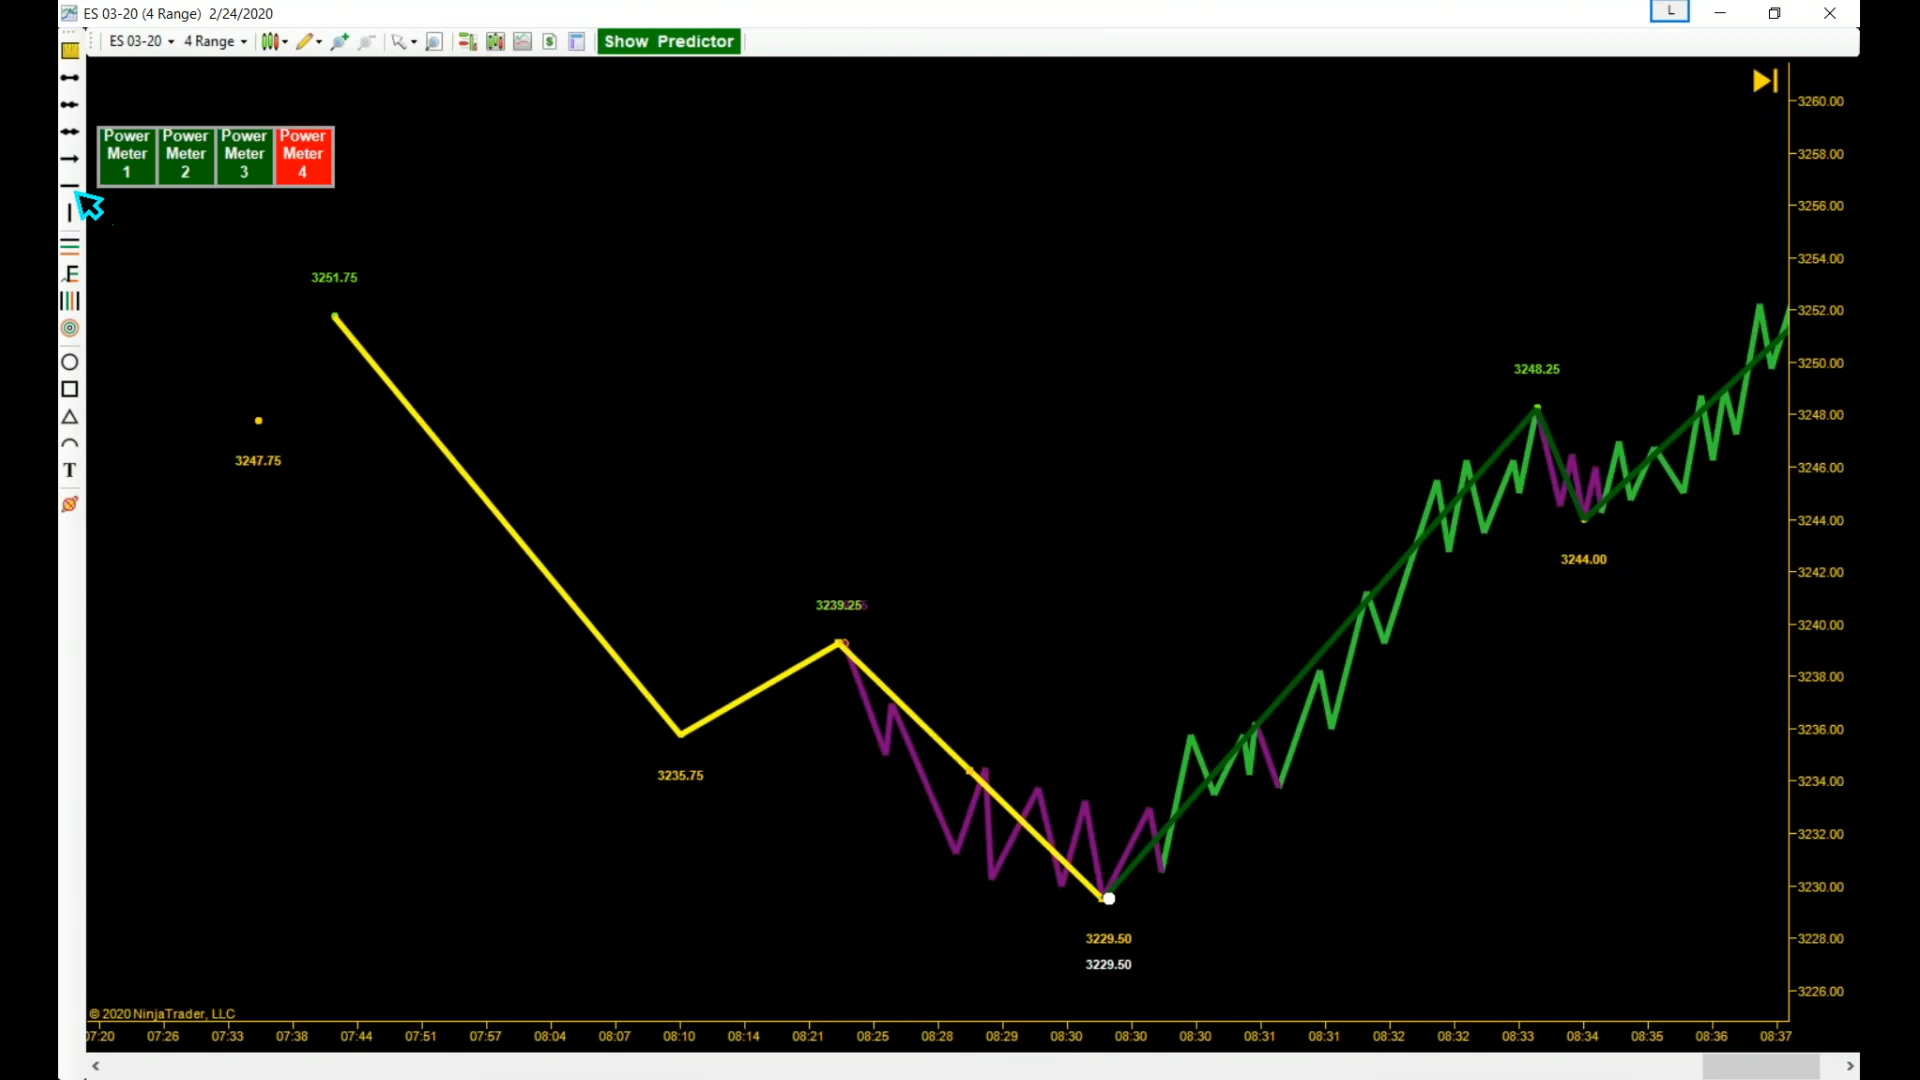 ES 03-20 (4 Range) 2/24/2020
L
ES 03-20 4 Range Show Predictor
Power Meter 1
Power Meter 2
Power Meter 3
Power Meter 4
T
3251.75
3247.75
3235.75
3239.25
3229.50
3229.50
3248.25
3244.00
3260.00
3258.00
3256.00
3254.00
3252.00
3250.00
3248.00
3246.00
3244.00
3242.00
3240.00
3238.00
3236.00
3234.00
3232.00
3230.00
3228.00
3226.00
© 2020 NinjaTrader, LLC
07:20 07:26 07:33 07:38 07:44 07:51 07:57 08:04 08:07 08:10 08:14 08:21 08:25 08:28 08:29 08:30 08:30 08:30 08:31 08:31 08:32 08:32 08:33 08:34 08:35 08:36 08:37